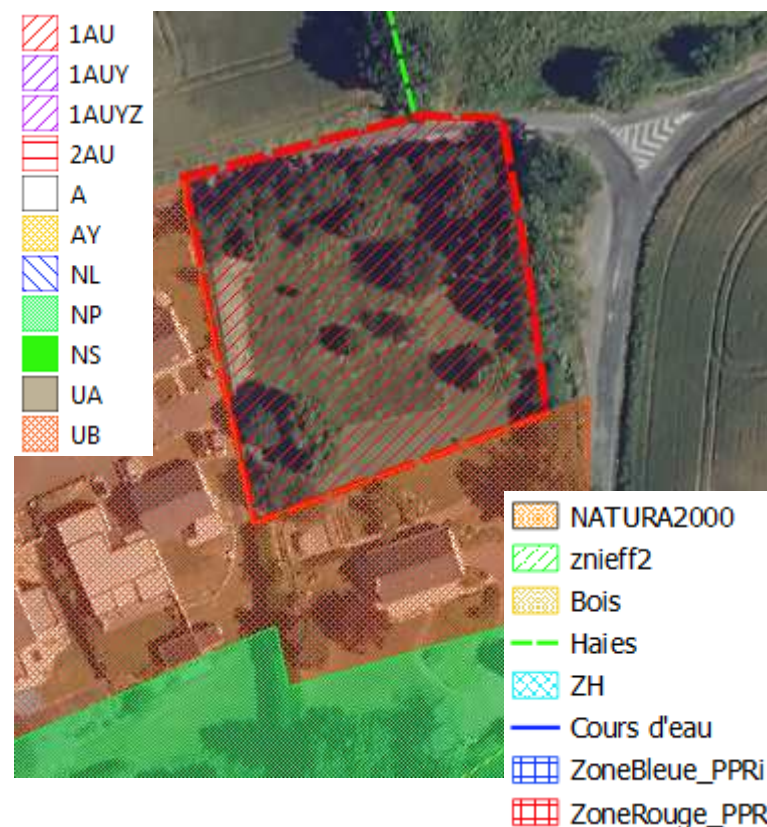 1AU
1AUY
1AUYZ
2AU
A
AY
NL
NP
NS
UA
UB
NATURA2000
znieff2
Bois
Haies
ZH
Cours d'eau
ZoneBleue_PPRi
ZoneRouge_PPR